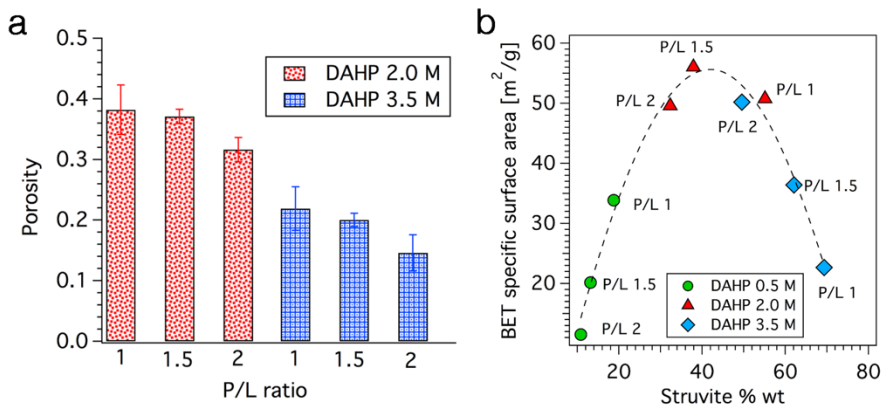 a
0.5
0.4
0.3
0.2
0.1
0.0
Porosity
DAHP 2.0 M
DAHP 3.5 M
1 1.5 2 1 1.5 2
P/L ratio
b
60
50
40
30
20
BET specific surface area [m²/g]
P/L 1.5
P/L 2
P/L 1
P/L 2
P/L 1
P/L 1.5
P/L 1.5
P/L 1
P/L 2
DAHP 0.5 M
DAHP 2.0 M
DAHP 3.5 M
10 20 40 60 80
Struvite % wt